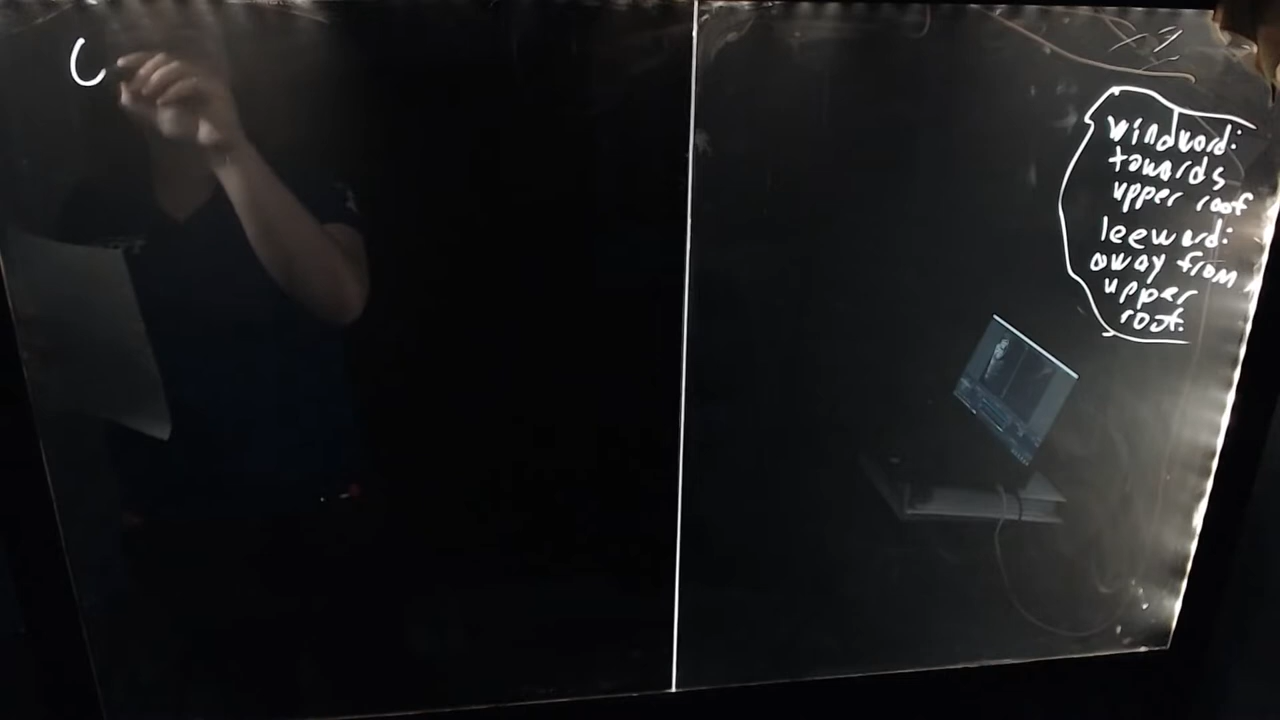 windward:
towards
upper roof
leeward:
away from
upper
roof.